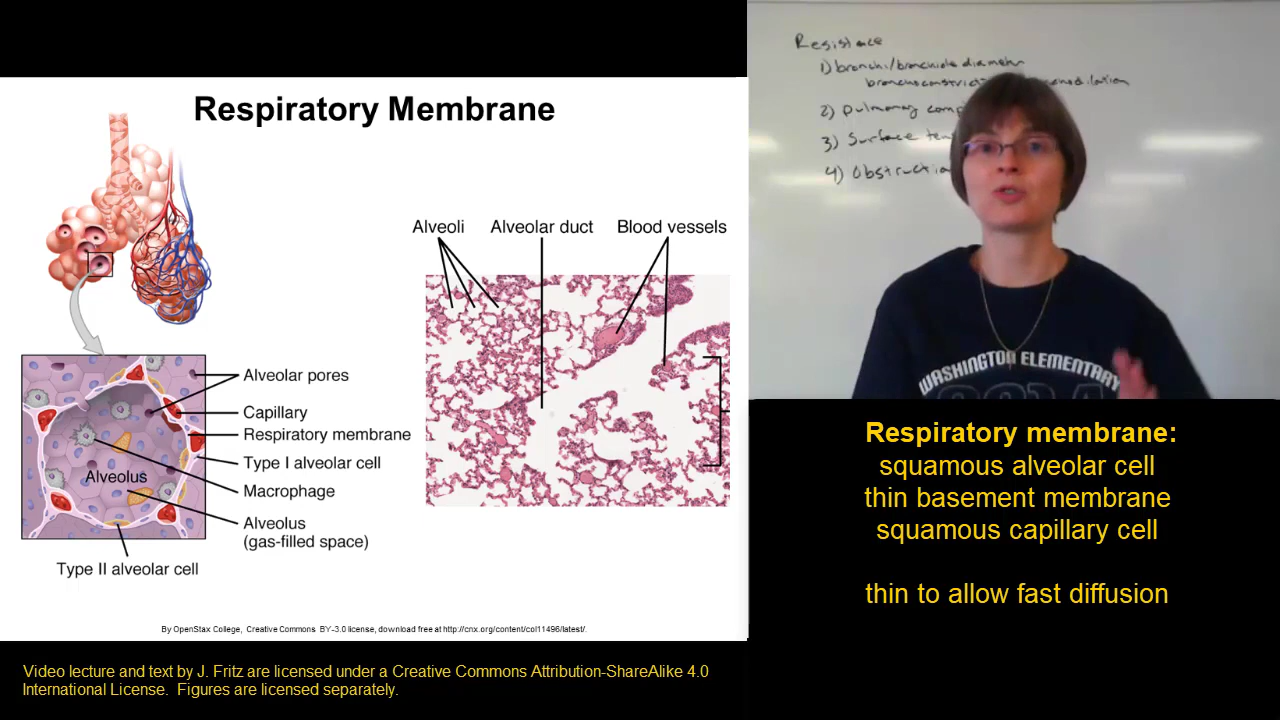 Respiratory Membrane
Alveoli
Alveolar duct
Blood vessels
Alveolar pores
Capillary
Respiratory membrane
Type I alveolar cell
Macrophage
Alveolus
Alveolus
(gas-filled space)
Type II alveolar cell
By OpenStax College, Creative Commons BY-3.0 license, download free at http://cnx.org/content/col11496/latest/.
Resistance
1) bronchi/bronchiole diameter
2) Pulmonary
3) Surface
4) Obstruction
WASHINGTON ELEMENTARY
Respiratory membrane:
squamous alveolar cell
thin basement membrane
squamous capillary cell
thin to allow fast diffusion
Video lecture and text by J. Fritz are licensed under a Creative Commons Attribution-ShareAlike 4.0
International License. Figures are licensed separately.